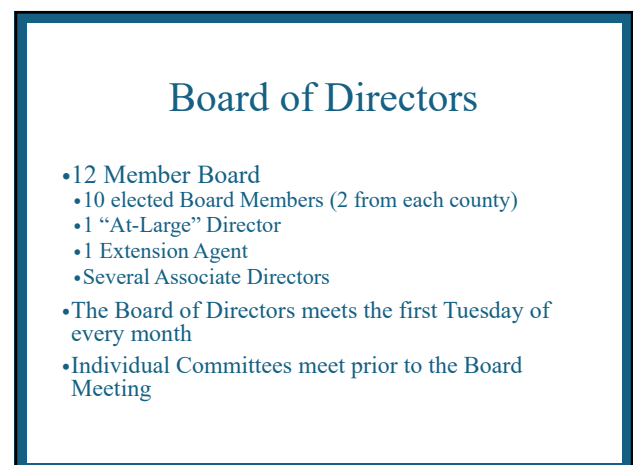 Board of Directors
•12 Member Board
•10 elected Board Members (2 from each county)
•1 “At-Large” Director
•1 Extension Agent
•Several Associate Directors
•The Board of Directors meets the first Tuesday of
every month
•Individual Committees meet prior to the Board
Meeting